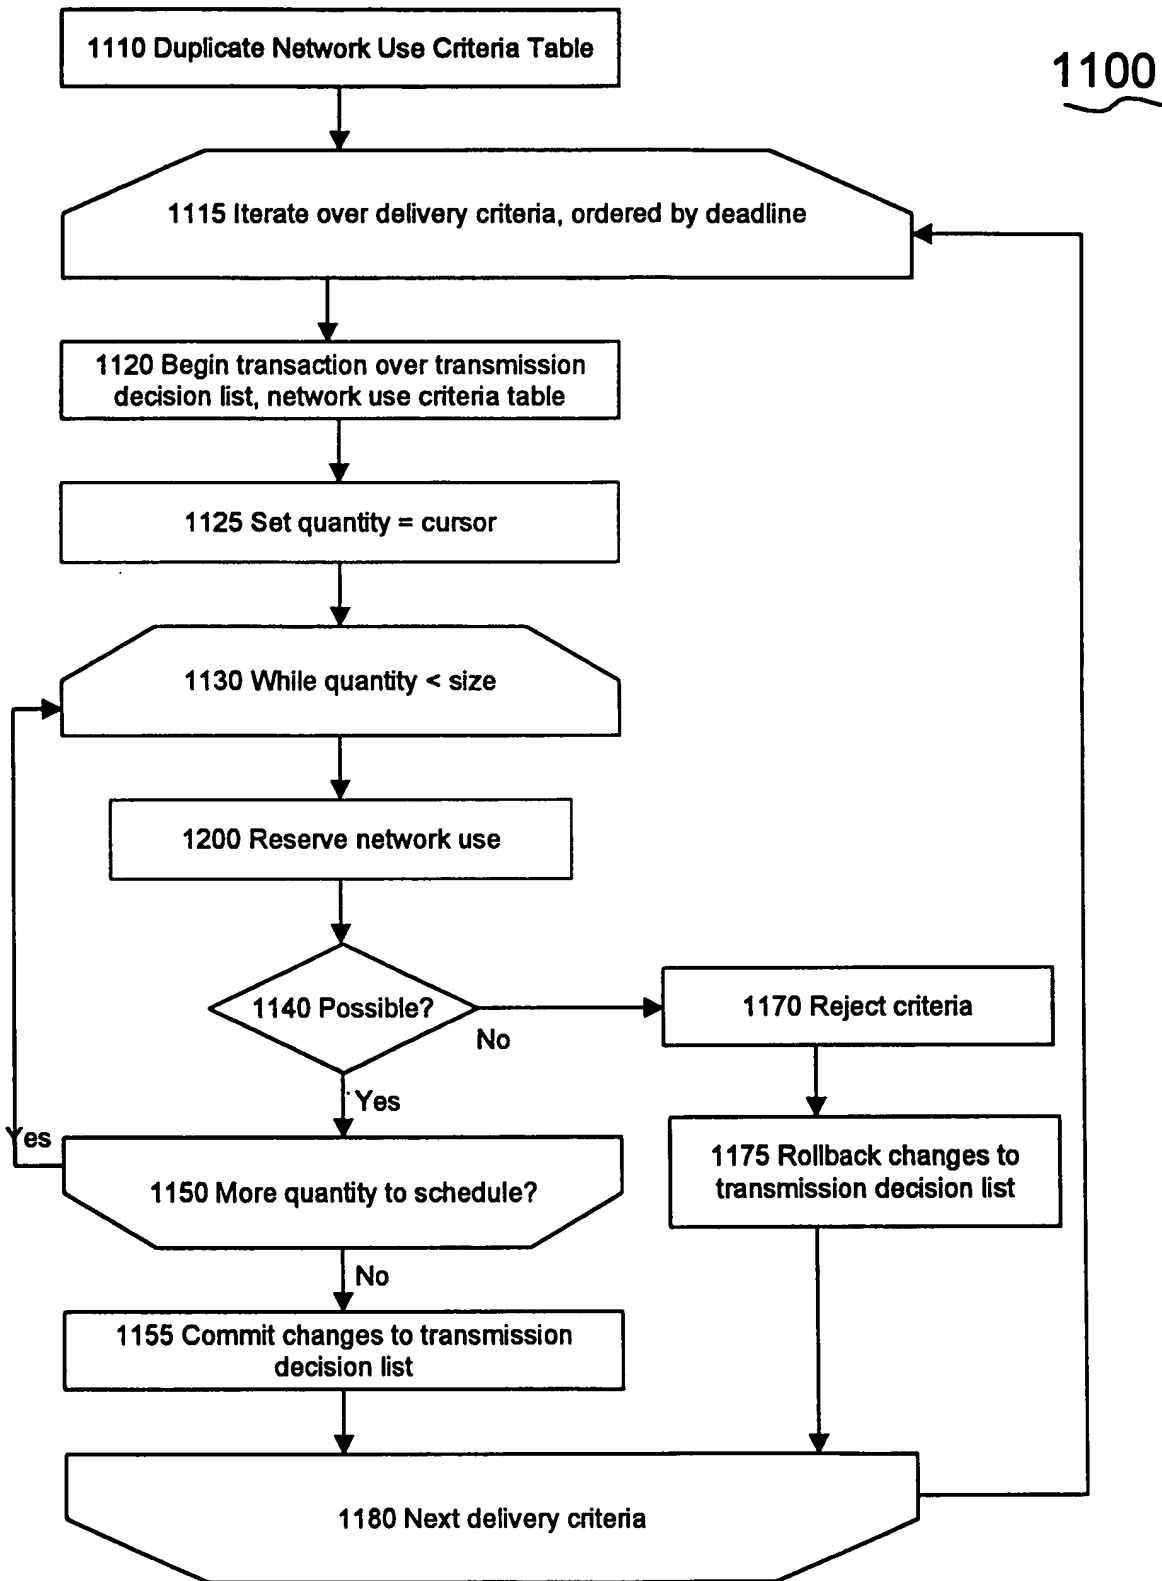 1110 Duplicate Network Use Criteria Table
1100
1115 Iterate over delivery criteria, ordered by deadline
1120 Begin transaction over transmission
decision list, network use criteria table
1125 Set quantity = cursor
1130 While quantity < size
1200 Reserve network use
1140 Possible?
No
1170 Reject criteria
Yes
Yes
1150 More quantity to schedule?
1175 Rollback changes to
transmission decision list
No
1155 Commit changes to transmission
decision list
1180 Next delivery criteria